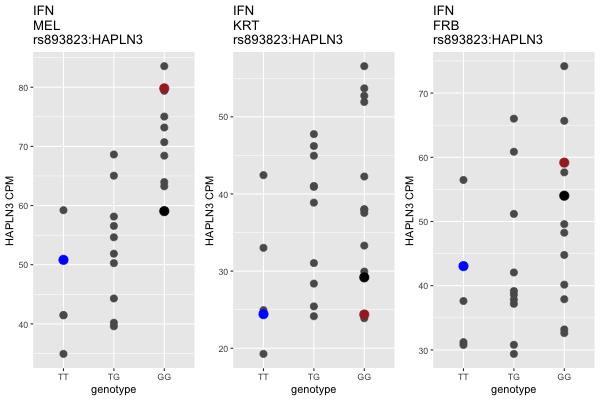 IFN
MEL
rs893823:HAPLN3
HAPLN3 CPM
80
70
60
50
40
TT TG GG
genotype
IFN
KRT
rs893823:HAPLN3
HAPLN3 CPM
50
40
30
20
TT TG GG
genotype
IFN
FRB
rs893823:HAPLN3
HAPLN3 CPM
70
60
50
40
30
TT TG GG
genotype